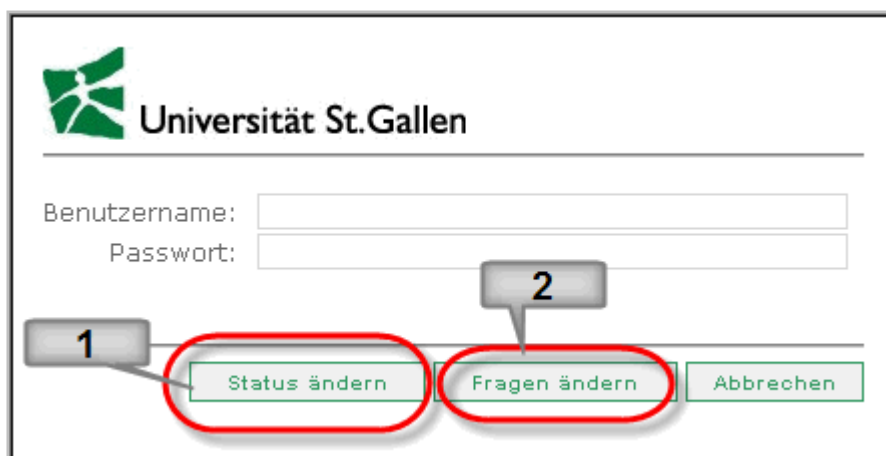 Universität St.Gallen
Benutzername:
Passwort:
2
1
Status ändern Fragen ändern Abbrechen